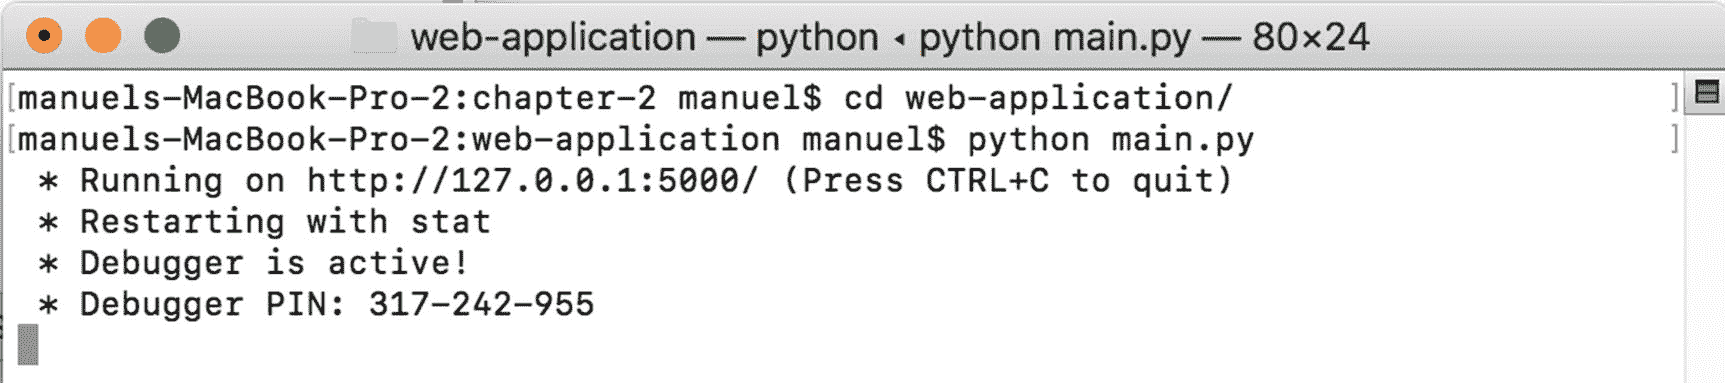 web-application — python ◂ python main.py — 80×24
[manuels-MacBook-Pro-2:chapter-2 manuel$ cd web-application/ ]
[manuels-MacBook-Pro-2:web-application manuel$ python main.py ]
* Running on http://127.0.0.1:5000/ (Press CTRL+C to quit)
* Restarting with stat
* Debugger is active!
* Debugger PIN: 317-242-955